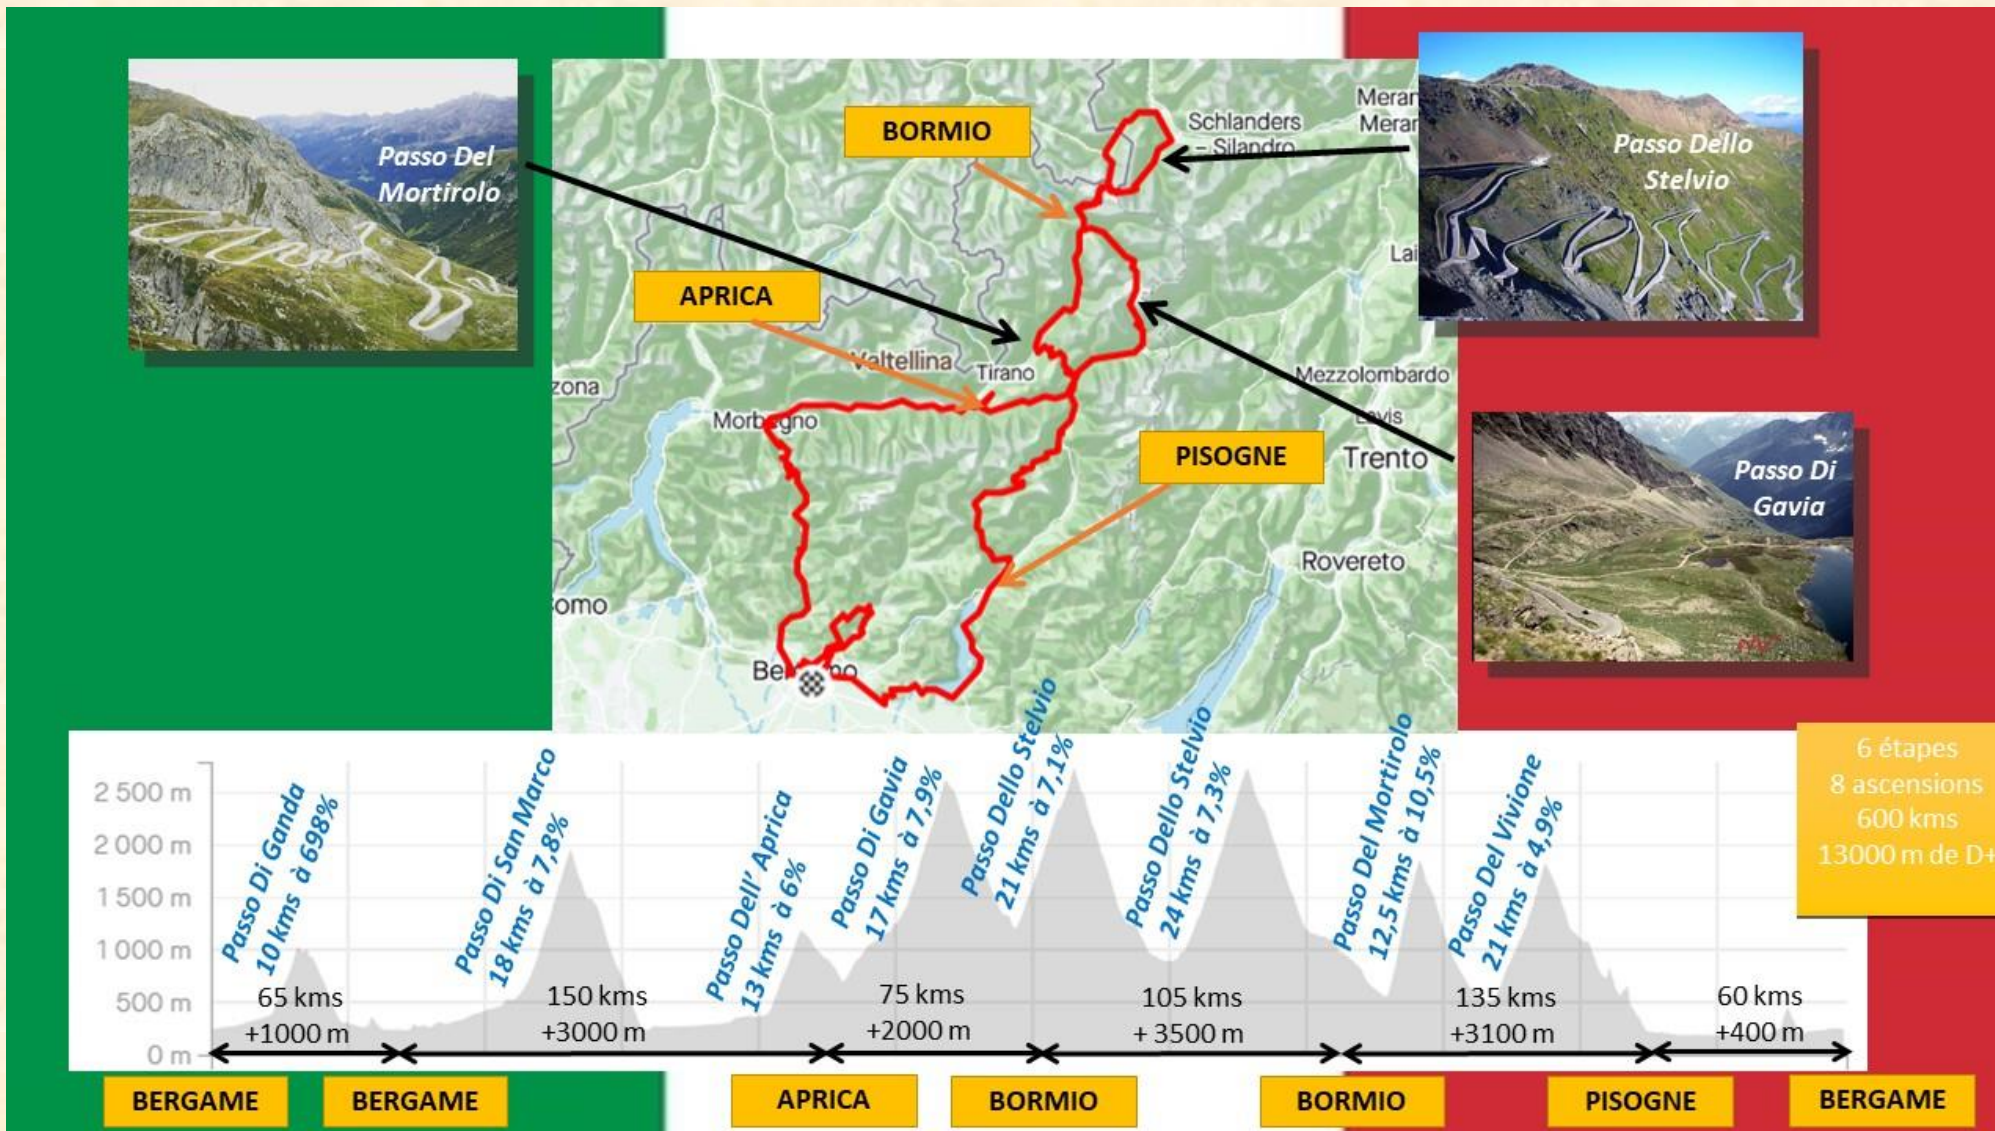 Passo Del
Mortirolo
BORMIO
Schlanders
– Silandro
Meran
Merar
Passo Dello
Stelvio
Lai
APRICA
Valtellina
Tirano
zona
Morbegno
Mezzolombardo
Lavis
Trento
PISOGNE
Passo Di
Gavia
Rovereto
Como
Passo Di Ganda
10 kms à 698%
Passo Di San Marco
18 kms à 7,8%
Passo Dell' Aprica
13 kms à 6%
Passo Di Gavia
17 kms à 7,9%
Passo Dello Stelvio
21 kms à 7,1%
Passo Dello Stelvio
24 kms à 7,3%
Passo Del Mortirolo
12,5 kms à 10,5%
Passo Del Vivione
21 kms à 4,9%
6 étapes
8 ascensions
600 kms
13000 m de D+
2 500 m
2 000 m
1 500 m
1 000 m
500 m
0 m
65 kms
+1000 m
150 kms
+3000 m
75 kms
+2000 m
105 kms
+ 3500 m
135 kms
+3100 m
60 kms
+400 m
BERGAME
BERGAME
APRICA
BORMIO
BORMIO
PISOGNE
BERGAME